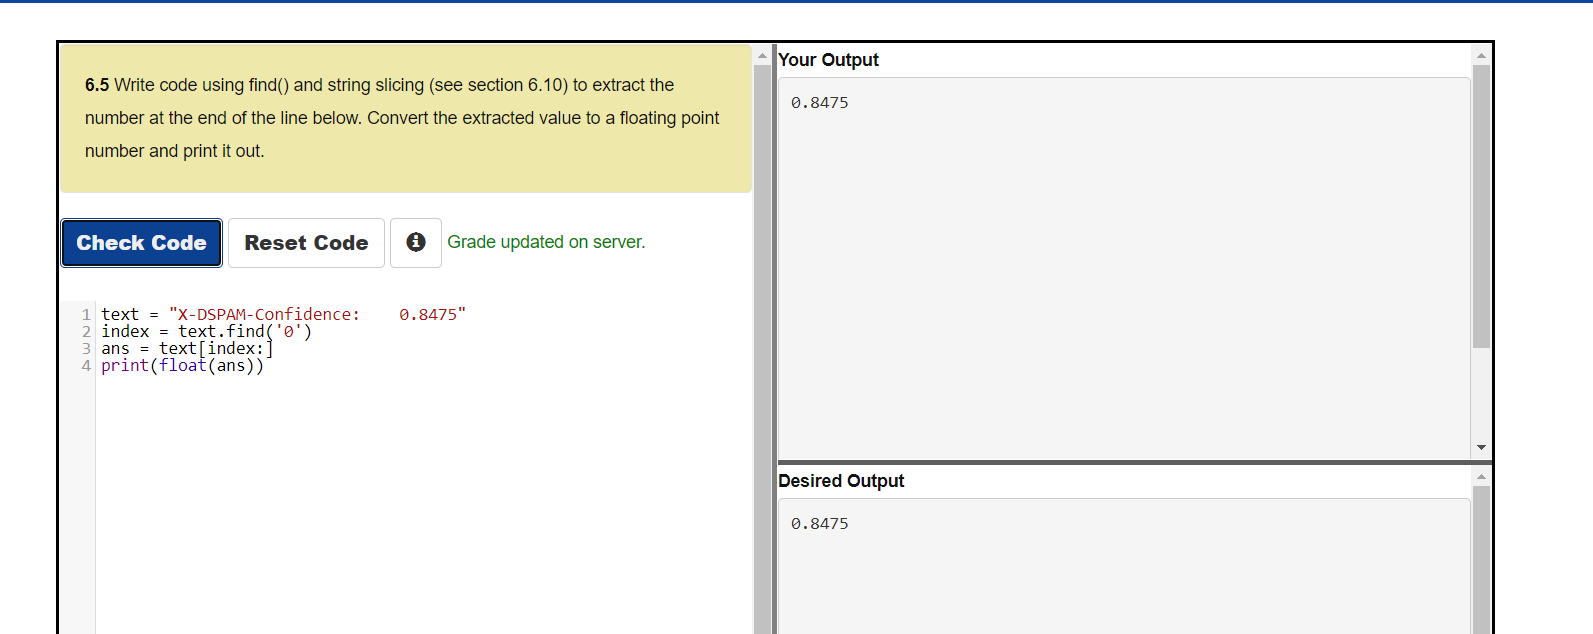 6.5 Write code using find() and string slicing (see section 6.10) to extract the
number at the end of the line below. Convert the extracted value to a floating point
number and print it out.
Check Code Reset Code Grade updated on server.
1 text = "X-DSPAM-Confidence:    0.8475"
2 index = text.find('0')
3 ans = text[index:]
4 print(float(ans))
Your Output
0.8475
Desired Output
0.8475